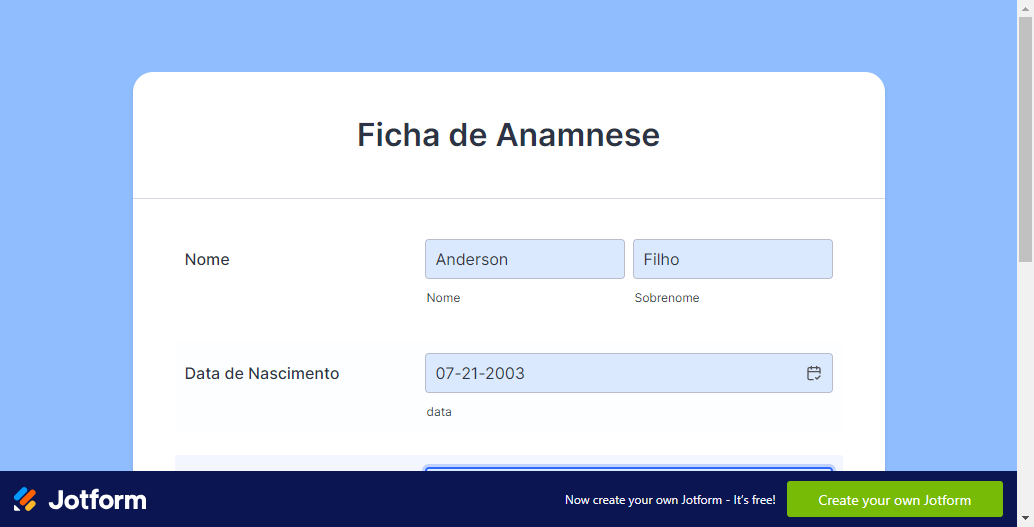 Ficha de Anamnese
Nome
Anderson
Filho
Nome
Sobrenome
Data de Nascimento
07-21-2003
data
Jotform
Now create your own Jotform - It's free!
Create your own Jotform